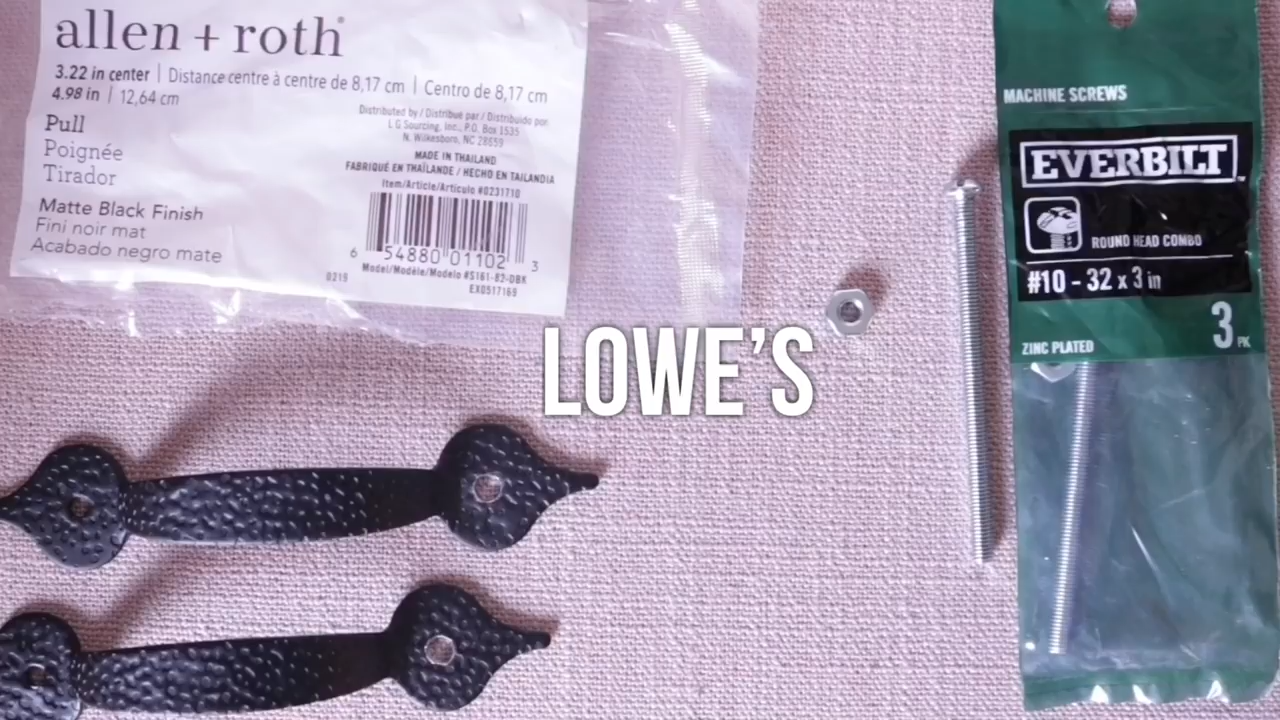 allen + roth
3.22 in center | Distance centre à centre de 8,17 cm | Centro de 8,17 cm
4.98 in | 12,64 cm
Pull
Poignée
Tirador
Matte Black Finish
Fini noir mat
Acabado negro mate
Distributed by / Distribué par / Distribuido por:
L G Sourcing, Inc., P.O. Box 1535
N. Wilkesboro, NC 28659
MADE IN THAILAND
FABRIQUÉ EN THAÏLANDE / HECHO EN TAILANDIA
Item/Article/Artículo #0231710
6 54880 01102 3
0219
Model/Modèle/Modelo #S161-82-DBK
EX0517169
LOWE'S
MACHINE SCREWS
EVERBILT™
ROUND HEAD COMBO
#10 - 32 x 3 in
3 PK
ZINC PLATED